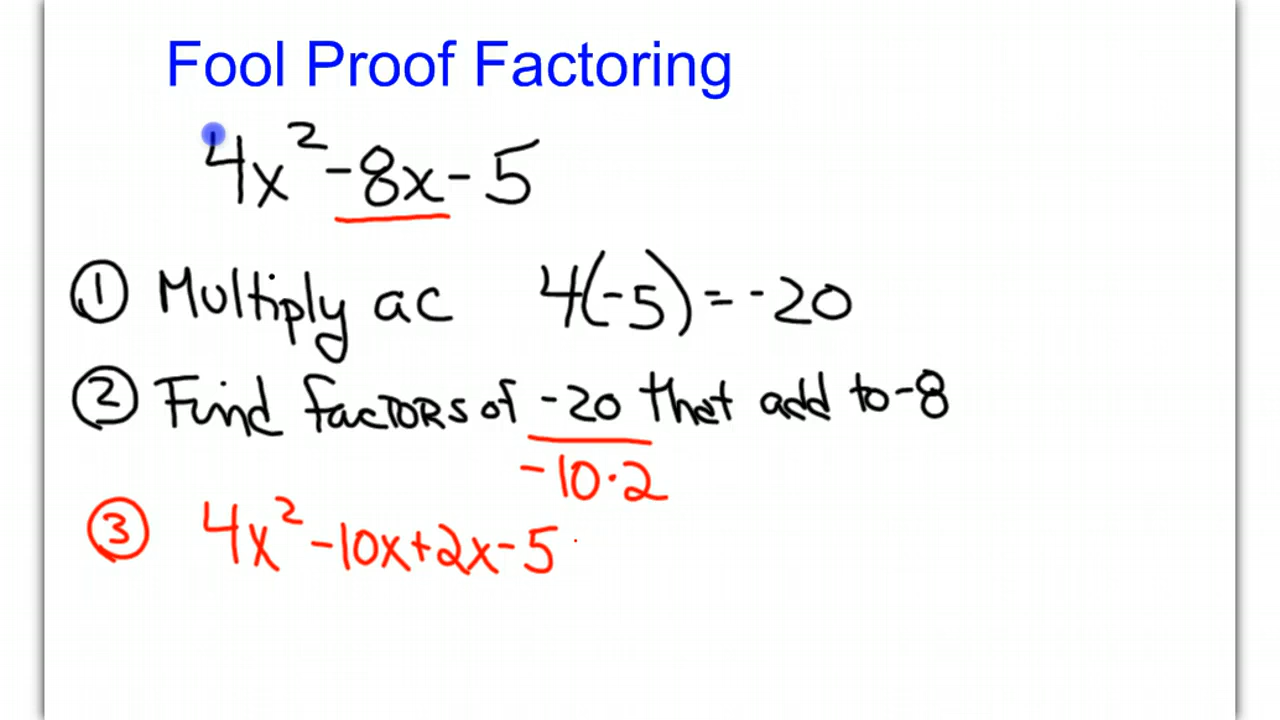 Fool Proof Factoring
4x² -8x - 5
① Multiply ac 4(-5) = -20
② Find factors of -20 that add to -8
-10·2
③ 4x² -10x+2x-5